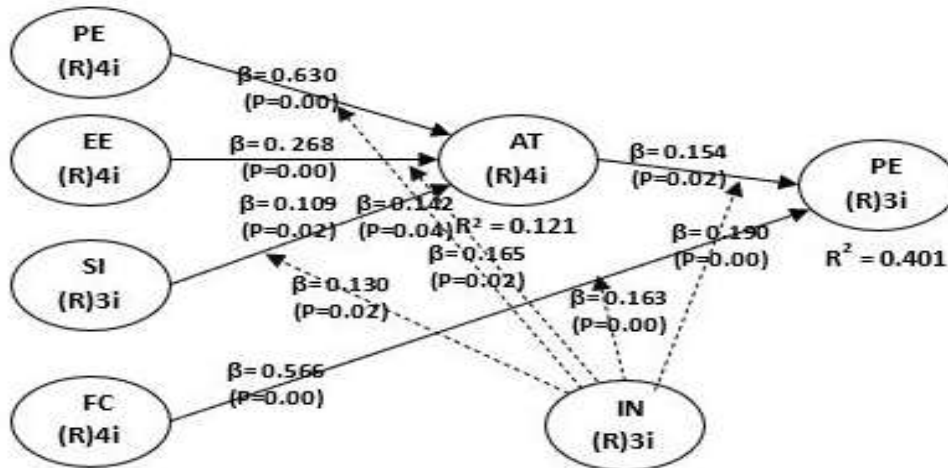 PE
(R)4i
β= 0.630
(P=0.00)
EE
(R)4i
β= 0. 268
(P=0.00)
AT
(R)4i
β= 0.154
(P=0.02)
PE
(R)3i
β= 0.109
(P=0.02)
β= 0.142
(P=0.04)
R² = 0.121
β= 0.190
(P=0.00)
R² = 0.401
SI
(R)3i
β= 0.130
(P=0.02)
β= 0.165
(P=0.02)
β= 0.163
(P=0.00)
FC
(R)4i
β= 0.566
(P=0.00)
IN
(R)3i